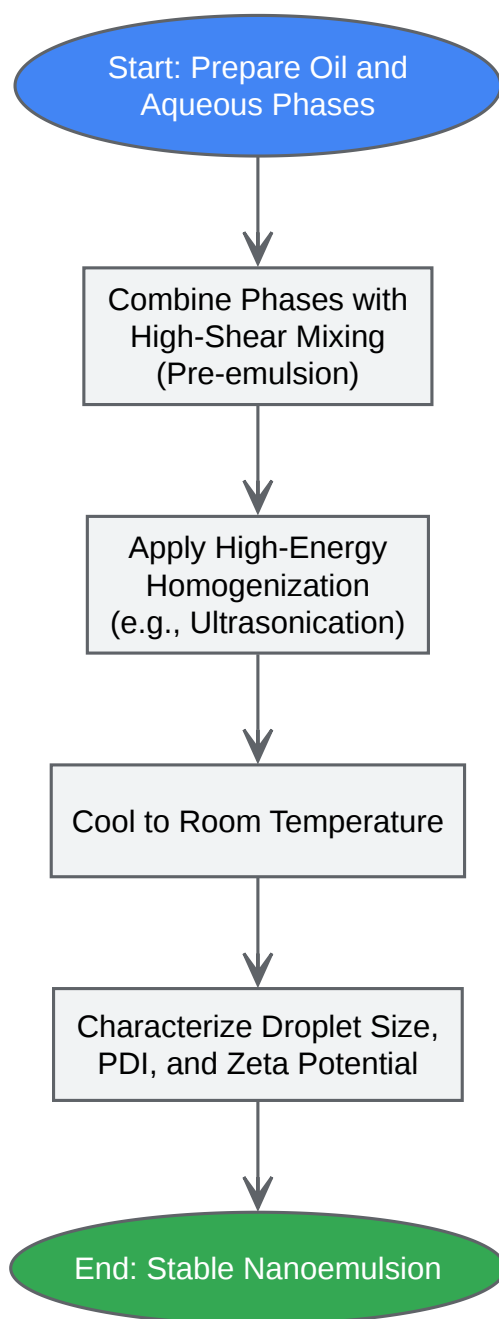 Start: Prepare Oil and
Aqueous Phases
Combine Phases with
High-Shear Mixing
(Pre-emulsion)
Apply High-Energy
Homogenization
(e.g., Ultrasonication)
Cool to Room Temperature
Characterize Droplet Size,
PDI, and Zeta Potential
End: Stable Nanoemulsion